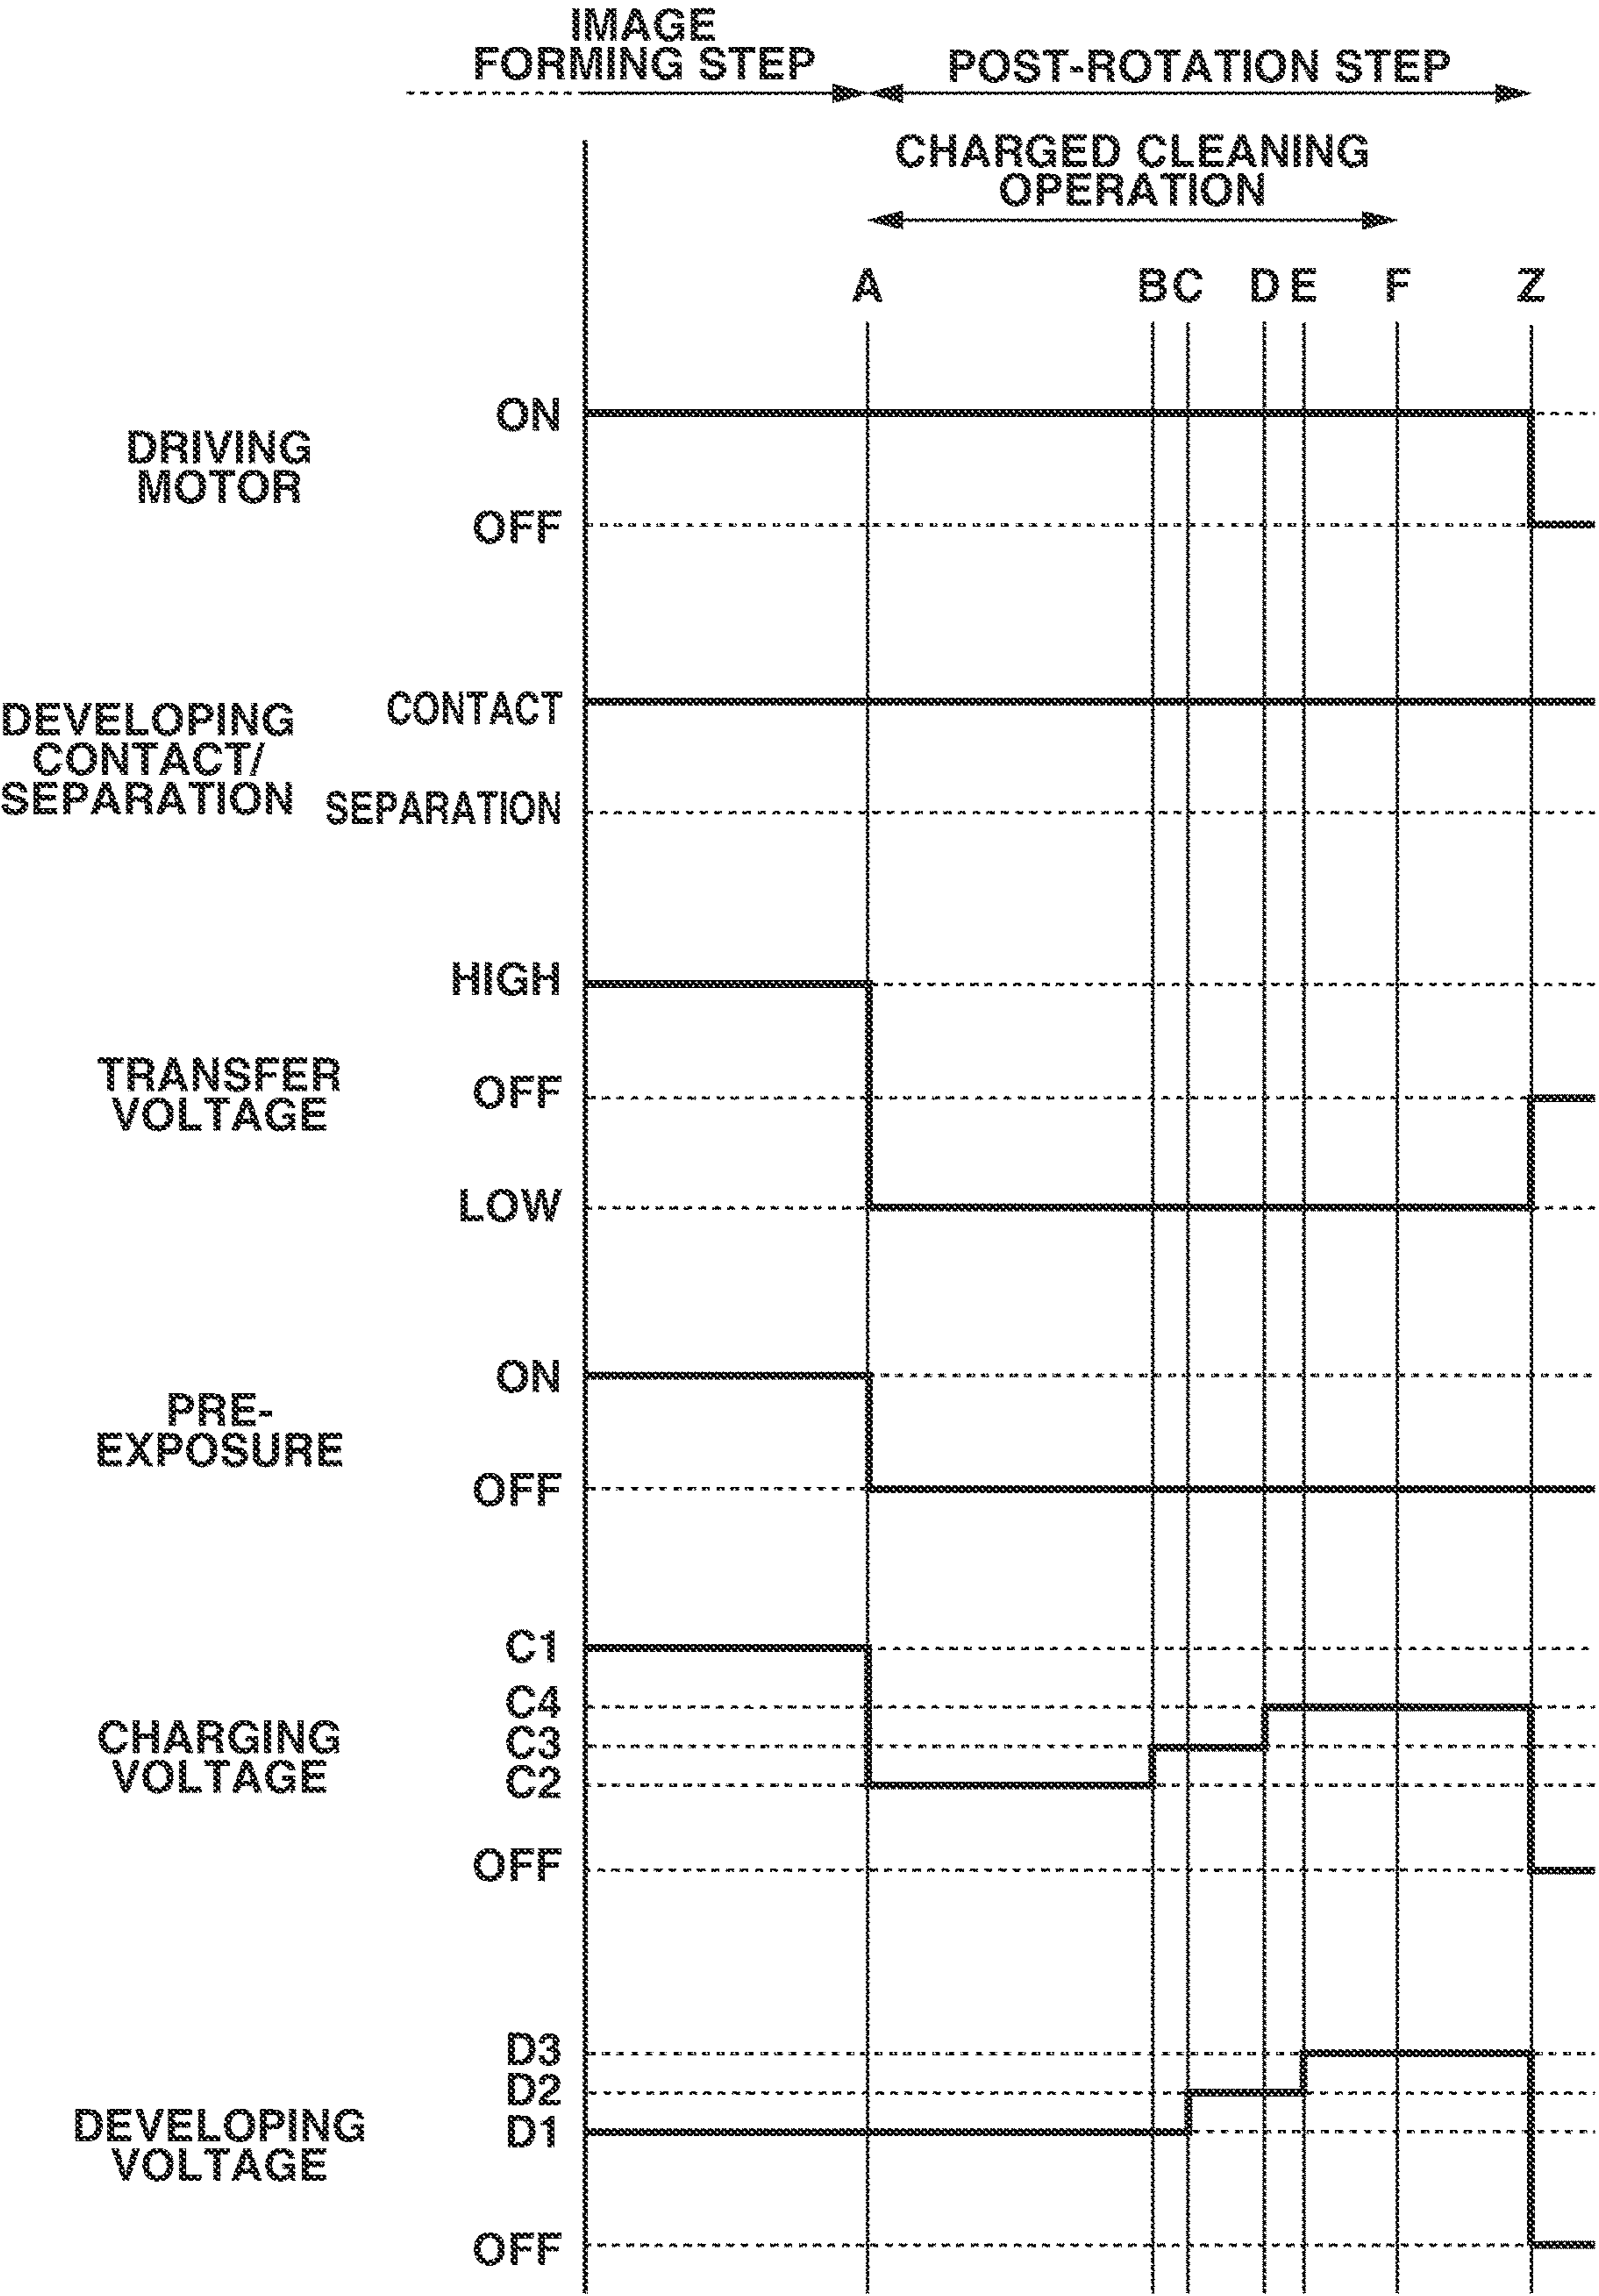 IMAGE
FORMING STEP
POST-ROTATION STEP
CHARGED CLEANING
OPERATION
A B C D E F Z
DRIVING
MOTOR
ON
OFF
DEVELOPING
CONTACT/
SEPARATION
CONTACT
SEPARATION
TRANSFER
VOLTAGE
HIGH
OFF
LOW
PRE-
EXPOSURE
ON
OFF
CHARGING
VOLTAGE
C1
C4
C3
C2
OFF
DEVELOPING
VOLTAGE
D3
D2
D1
OFF